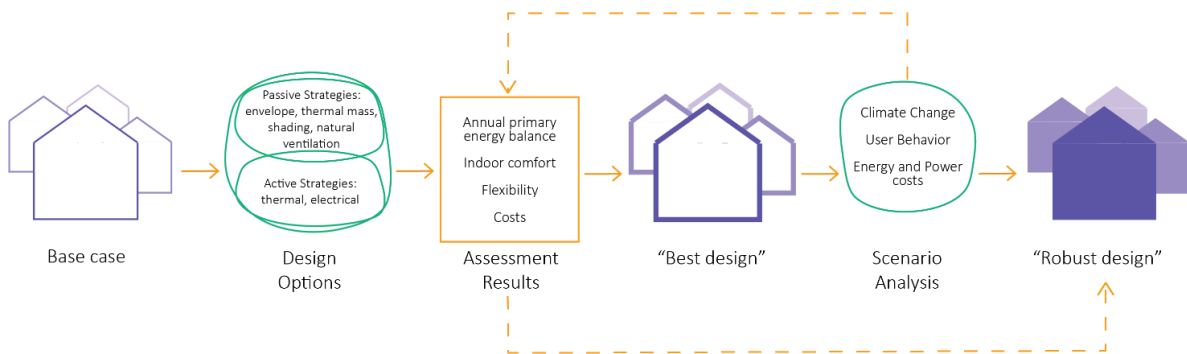 Passive Strategies:
envelope, thermal mass,
shading, natural
ventilation
Active Strategies:
thermal, electrical
Annual primary
energy balance
Indoor comfort
Flexibility
Costs
Climate Change
User Behavior
Energy and Power
costs
Base case
Design
Options
Assessment
Results
“Best design”
Scenario
Analysis
“Robust design”